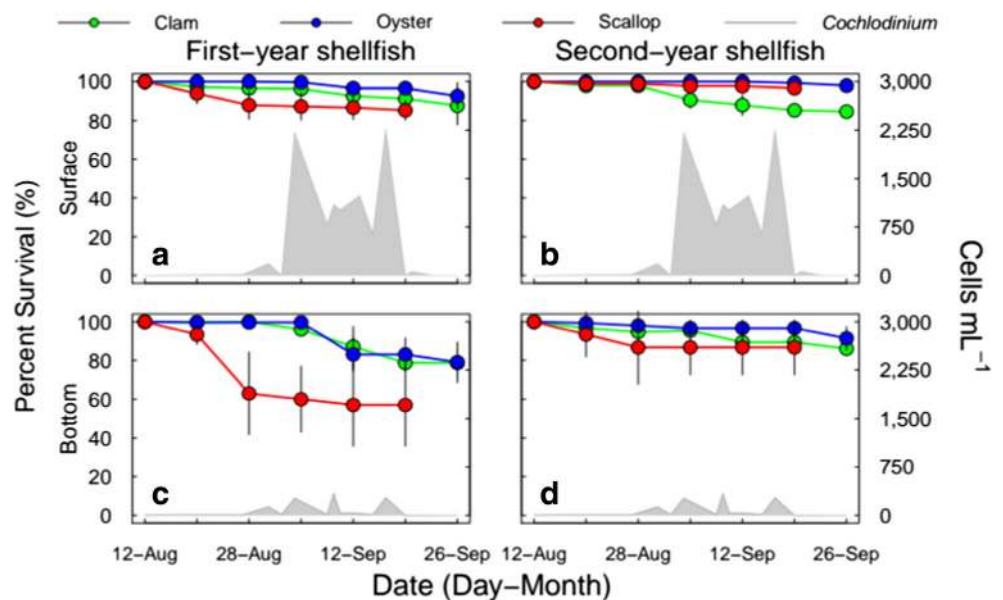 Clam Oyster Scallop Cochlodinium
First-year shellfish Second-year shellfish
Percent Survival (%)
Surface
100
80
60
40
20
0
a
b
3,000
2,250
1,500
750
0
Cells mL⁻¹
Bottom
100
80
60
40
20
0
c
d
3,000
2,250
1,500
750
0
12-Aug 28-Aug 12-Sep 26-Sep 12-Aug 28-Aug 12-Sep 26-Sep
Date (Day-Month)